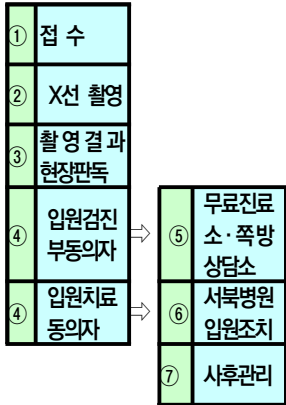 ① 접 수
② X선 촬영
③ 촬영결과
현장판독
④ 입원검진
부동의자
⇨
⑤ 무료진료
소·쪽방
상담소
④ 입원치료
동의자
⇨
⑥ 서북병원
입원조치
⑦ 사후관리